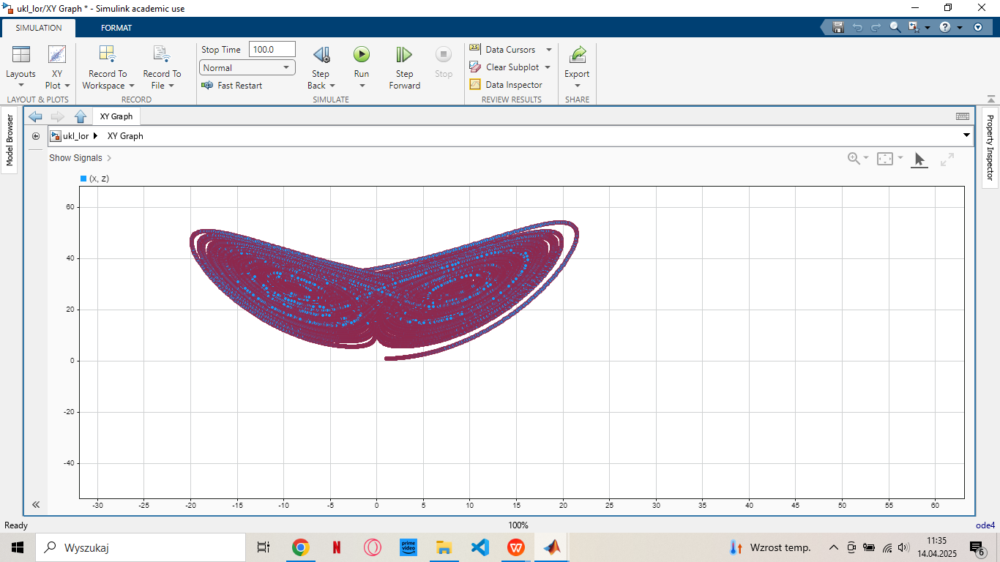 ukl_lor/XY Graph * - Simulink academic use
SIMULATION FORMAT
Stop Time 100.0
Normal
Fast Restart
Layouts
XY Plot
Record To Workspace
Record To File
Step Back
Run
Step Forward
Stop
2.5 Data Cursors
Clear Subplot
Data Inspector
Export
LAYOUT & PLOTS RECORD SIMULATE REVIEW RESULTS SHARE
Model Browser
Property Inspector
XY Graph
ukl_lor XY Graph
Show Signals
(x, z)
60
40
20
0
-20
-40
-30 -25 -20 -15 -10 -5 0 5 10 15 20 25 30 35 40 45 50 55 60
Ready 100% ode4
Wyszukaj
N
prime video
W
Wzrost temp.
11:35
14.04.2025
6